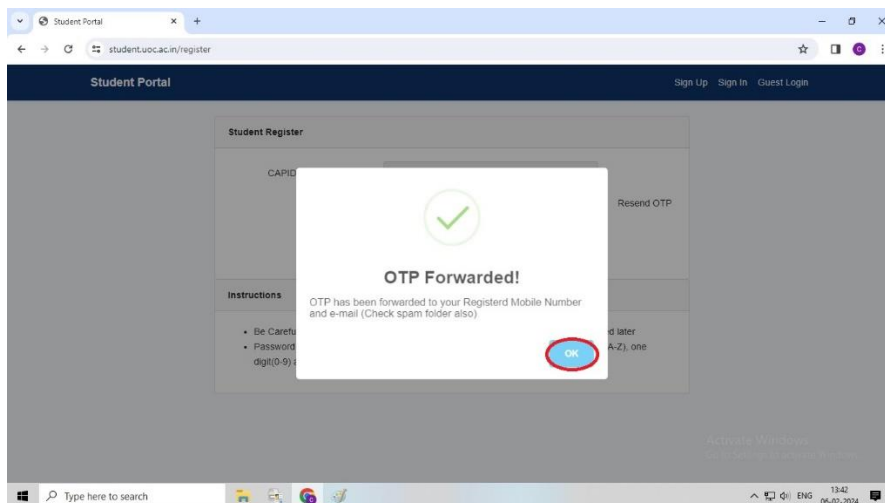 Student Portal
student.uoc.ac.in/register
Student Portal
Sign Up Sign In Guest Login
Student Register
CAPID
Resend OTP
OTP Forwarded!
OTP has been forwarded to your Registerd Mobile Number
and e-mail (Check spam folder also)
OK
Instructions
Be Carefu
ed later
Password
A-Z), one
digit(0-9)
Activate Windows
Type here to search
ENG
13:42
06-02-2024